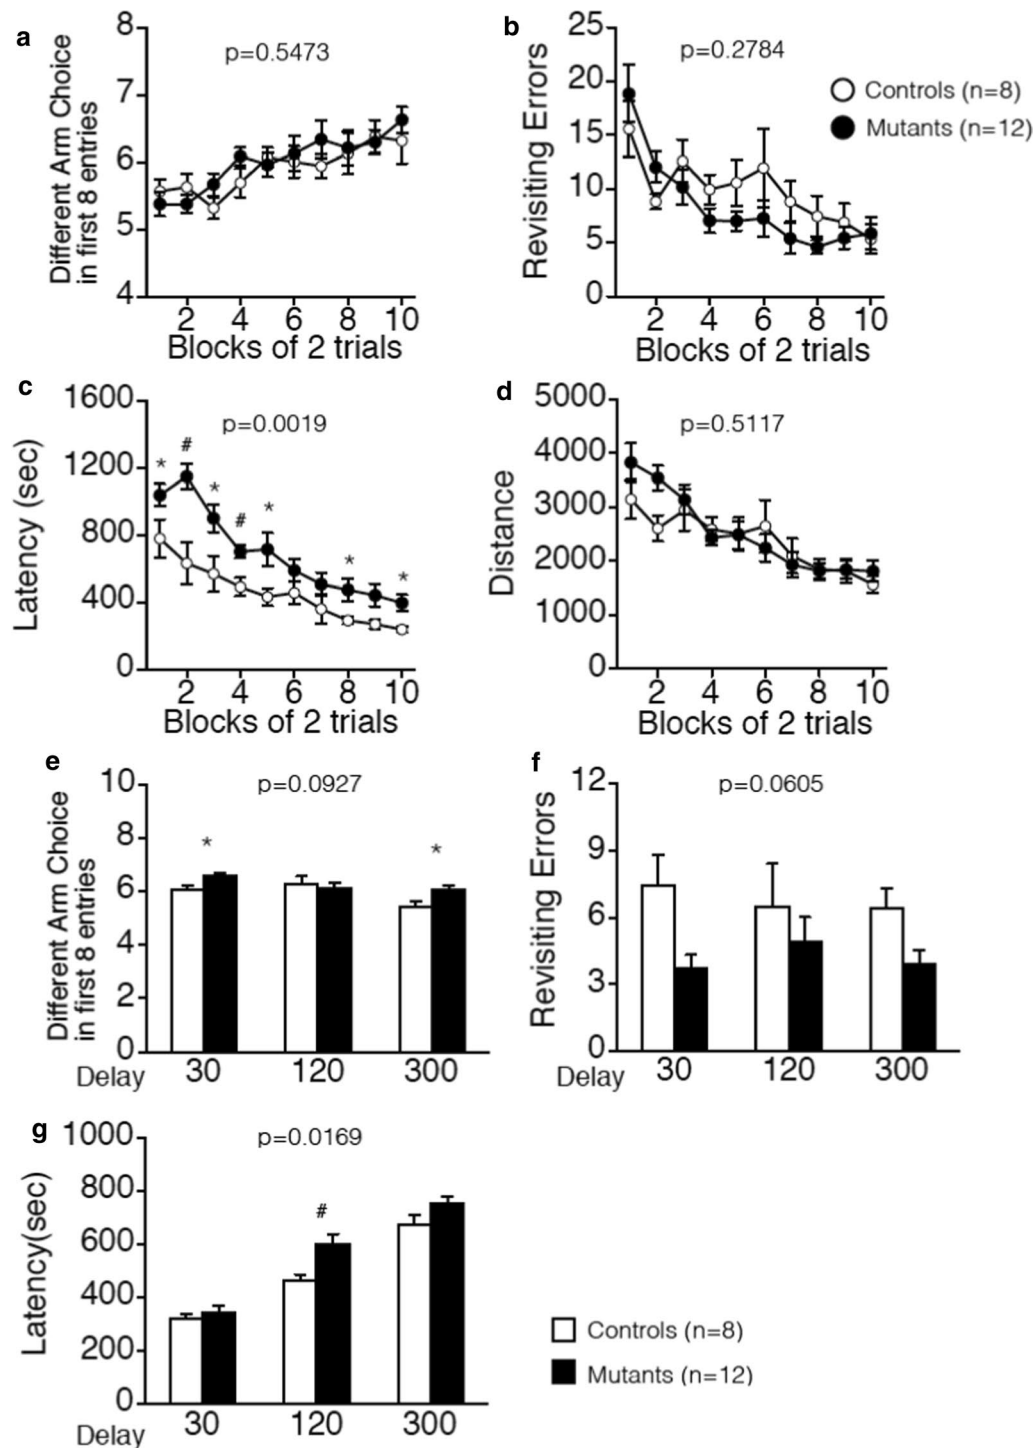 a
8
7
6
5
4
Different Arm Choice
in first 8 entries
p=0.5473
2 4 6 8 10
Blocks of 2 trials
b
25
20
15
10
5
0
Revisiting Errors
p=0.2784
2 4 6 8 10
Blocks of 2 trials
Controls (n=8)
Mutants (n=12)
c
1600
1200
800
400
0
Latency (sec)
p=0.0019
* # * # * * *
2 4 6 8 10
Blocks of 2 trials
d
5000
4000
3000
2000
1000
0
Distance
p=0.5117
2 4 6 8 10
Blocks of 2 trials
e
10
8
6
4
2
0
Different Arm Choice
in first 8 entries
p=0.0927
* *
Delay 30 120 300
f
12
9
6
3
0
Revisiting Errors
p=0.0605
Delay 30 120 300
g
1000
800
600
400
200
0
Latency(sec)
p=0.0169
#
Delay 30 120 300
Controls (n=8)
Mutants (n=12)